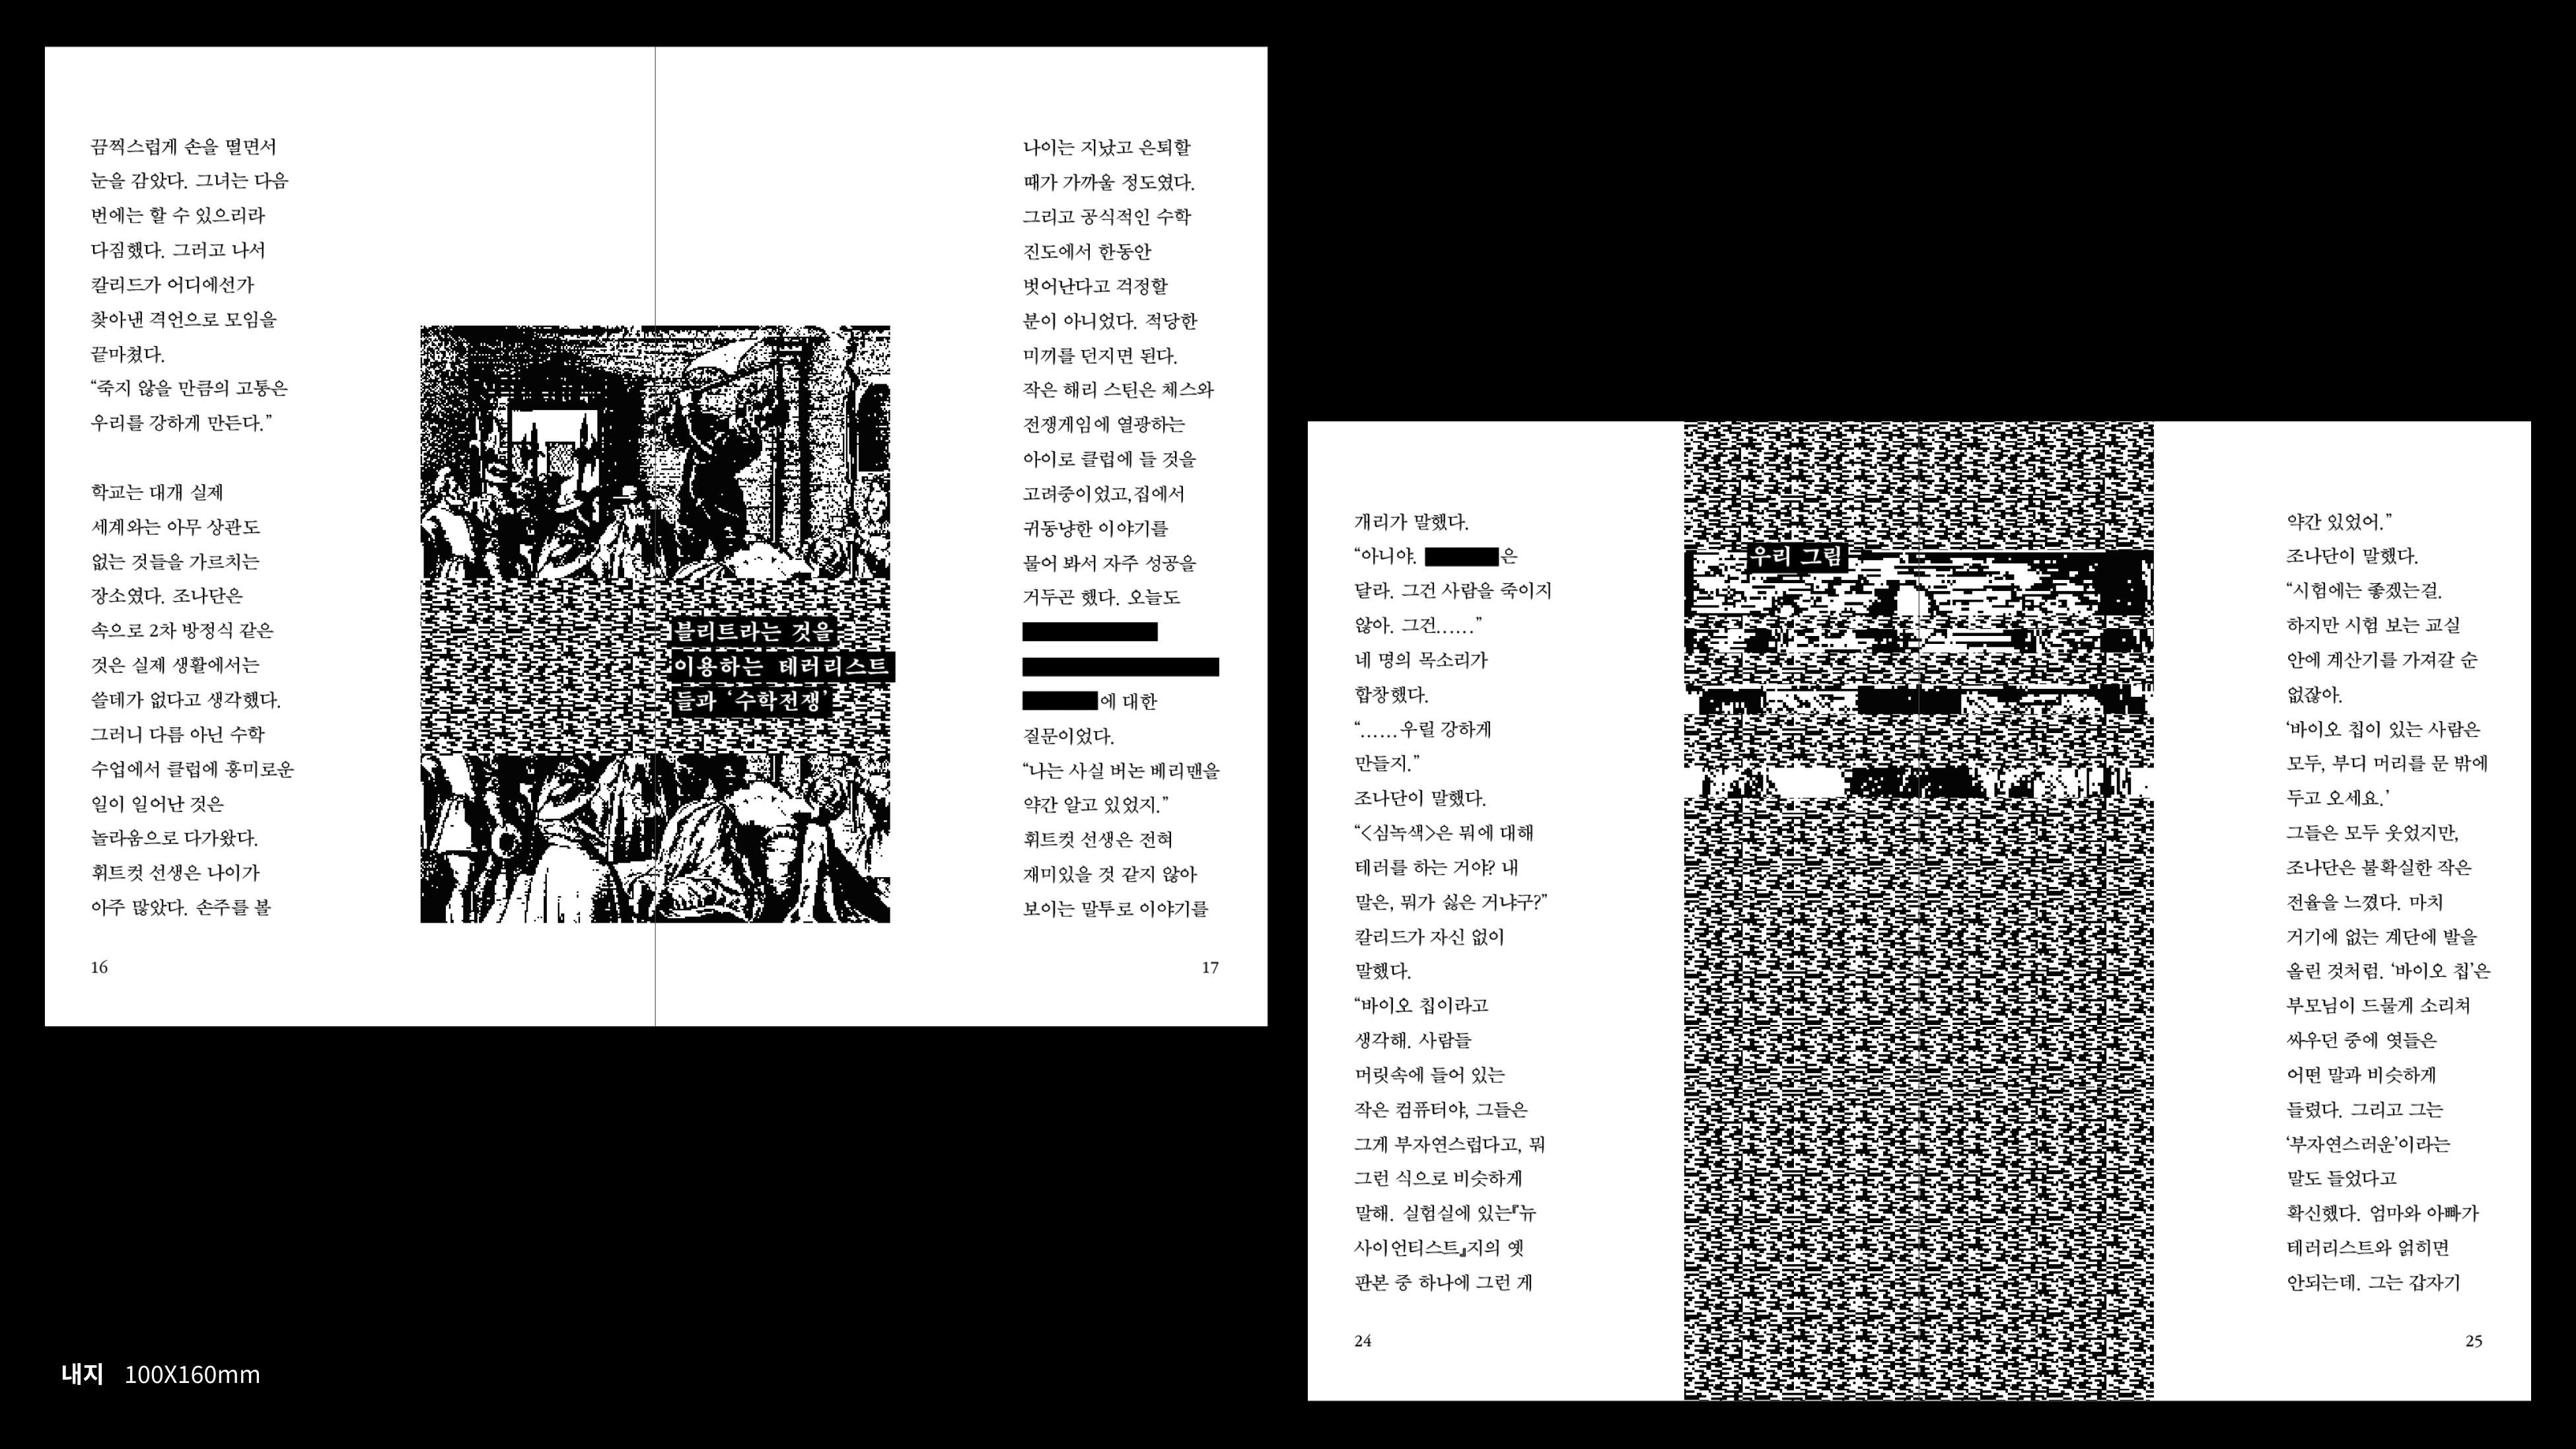 끔찍스럽게 손을 떨면서
눈을 감았다. 그녀는 다음
번에는 할 수 있으리라
다짐했다. 그러고 나서
칼리드가 어디에선가
찾아낸 격언으로 모임을
끝마쳤다.
“죽지 않을 만큼의 고통은
우리를 강하게 만든다.”
학교는 대개 실제
세계와는 아무 상관도
없는 것들을 가르치는
장소였다. 조나단은
속으로 2차 방정식 같은
것은 실제 생활에서는
쓸데가 없다고 생각했다.
그러니 다름 아닌 수학
수업에서 클럽에 흥미로운
일이 일어난 것은
놀라움으로 다가왔다.
휘트컷 선생은 나이가
아주 많았다. 손주를 볼
16
블리트라는 것을
이용하는 테러리스트
들과 ‘수학전쟁’
나이는 지났고 은퇴할
때가 가까울 정도였다.
그리고 공식적인 수학
진도에서 한동안
벗어난다고 걱정할
분이 아니었다. 적당한
미끼를 던지면 된다.
작은 해리 스틴은 체스와
전쟁게임에 열광하는
아이로 클럽에 들 것을
고려중이었고,집에서
귀동냥한 이야기를
물어 봐서 자주 성공을
거두곤 했다. 오늘도
에 대한
질문이었다.
“나는 사실 버논 베리맨을
약간 알고 있었지.”
휘트컷 선생은 전혀
재미있을 것 같지 않아
보이는 말투로 이야기를
17
개리가 말했다.
“아니야. 은
달라. 그건 사람을 죽이지
않아. 그건……”
네 명의 목소리가
합창했다.
“……우릴 강하게
만들지.”
조나단이 말했다.
“<심녹색>은 뭐에 대해
테러를 하는 거야? 내
말은, 뭐가 싫은 거냐구?”
칼리드가 자신 없이
말했다.
“바이오 칩이라고
생각해. 사람들
머릿속에 들어 있는
작은 컴퓨터야, 그들은
그게 부자연스럽다고, 뭐
그런 식으로 비슷하게
말해. 실험실에 있는『뉴
사이언티스트』지의 옛
판본 중 하나에 그런 게
24
우리 그림
약간 있었어.”
조나단이 말했다.
“시험에는 좋겠는걸.
하지만 시험 보는 교실
안에 계산기를 가져갈 순
없잖아.
‘바이오 칩이 있는 사람은
모두, 부디 머리를 문 밖에
두고 오세요.’
그들은 모두 웃었지만,
조나단은 불확실한 작은
전율을 느꼈다. 마치
거기에 없는 계단에 발을
올린 것처럼. ‘바이오 칩’은
부모님이 드물게 소리쳐
싸우던 중에 엿들은
어떤 말과 비슷하게
들렸다. 그리고 그는
‘부자연스러운’이라는
말도 들었다고
확신했다. 엄마와 아빠가
테러리스트와 얽히면
안되는데. 그는 갑자기
25
내지 100X160mm